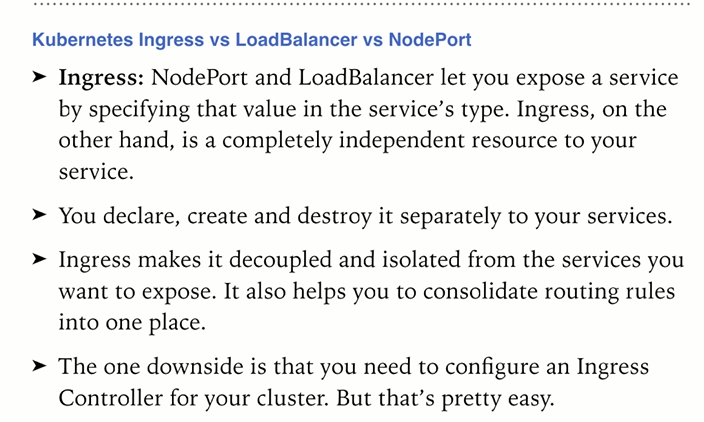 Kubernetes Ingress vs LoadBalancer vs NodePort
➤ Ingress: NodePort and LoadBalancer let you expose a service
by specifying that value in the service’s type. Ingress, on the
other hand, is a completely independent resource to your
service.
➤ You declare, create and destroy it separately to your services.
➤ Ingress makes it decoupled and isolated from the services you
want to expose. It also helps you to consolidate routing rules
into one place.
➤ The one downside is that you need to configure an Ingress
Controller for your cluster. But that’s pretty easy.